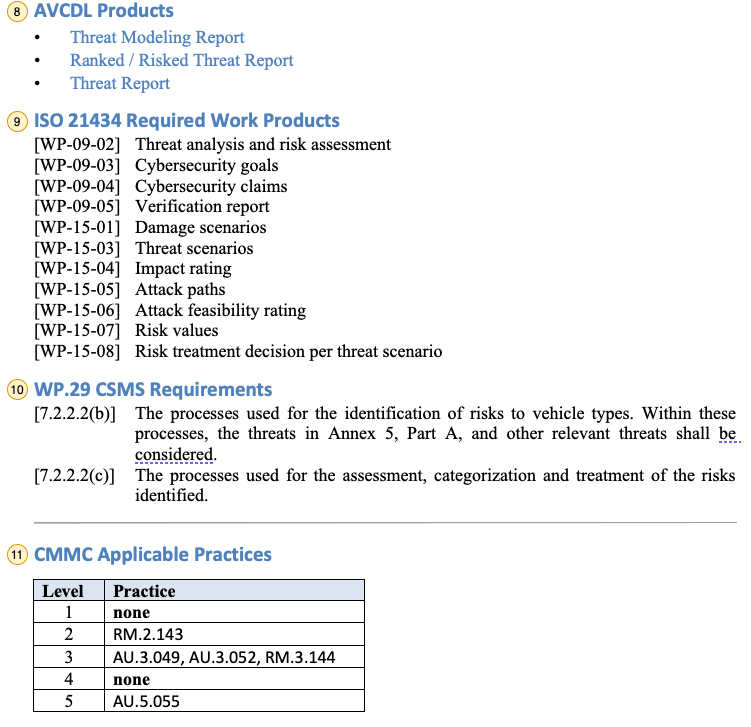 8 AVCDL Products
• Threat Modeling Report
• Ranked / Risked Threat Report
• Threat Report
9 ISO 21434 Required Work Products
[WP-09-02] Threat analysis and risk assessment
[WP-09-03] Cybersecurity goals
[WP-09-04] Cybersecurity claims
[WP-09-05] Verification report
[WP-15-01] Damage scenarios
[WP-15-03] Threat scenarios
[WP-15-04] Impact rating
[WP-15-05] Attack paths
[WP-15-06] Attack feasibility rating
[WP-15-07] Risk values
[WP-15-08] Risk treatment decision per threat scenario
10 WP.29 CSMS Requirements
[7.2.2.2(b)] The processes used for the identification of risks to vehicle types. Within these
processes, the threats in Annex 5, Part A, and other relevant threats shall be
considered.
[7.2.2.2(c)] The processes used for the assessment, categorization and treatment of the risks
identified.
11 CMMC Applicable Practices
Level Practice
1 none
2 RM.2.143
3 AU.3.049, AU.3.052, RM.3.144
4 none
5 AU.5.055